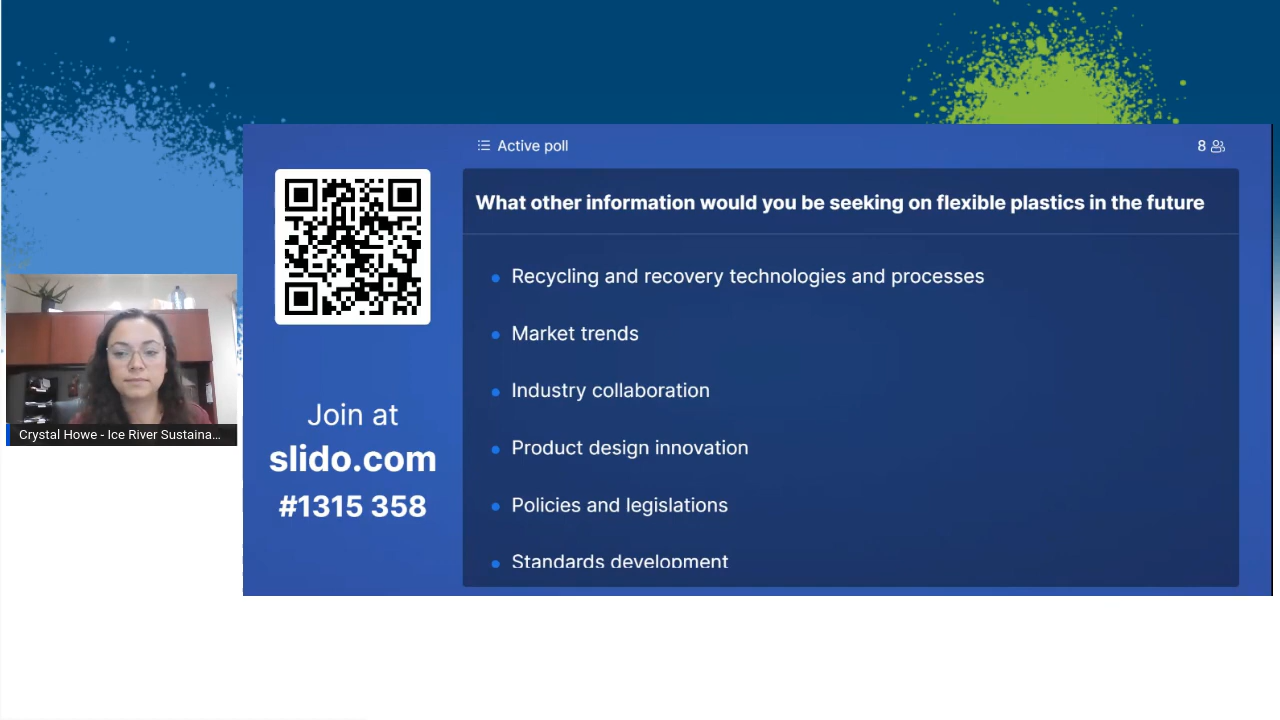 Active poll
8
What other information would you be seeking on flexible plastics in the future
Recycling and recovery technologies and processes
Market trends
Industry collaboration
Product design innovation
Policies and legislations
Standards development
Join at
slido.com
#1315 358
Crystal Howe - Ice River Sustaina...